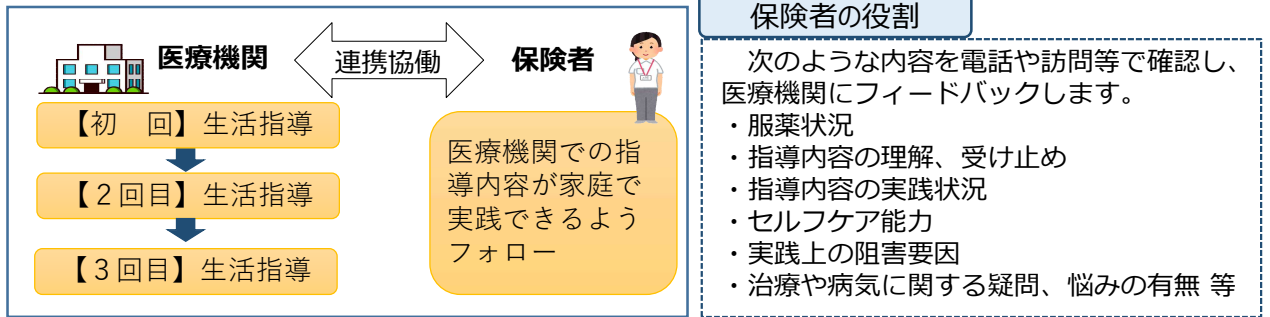 医療機関
連携協働
保険者
【初　回】生活指導
【２回目】生活指導
【３回目】生活指導
医療機関での指
導内容が家庭で
実践できるよう
フォロー
保険者の役割
　次のような内容を電話や訪問等で確認し、
医療機関にフィードバックします。
・服薬状況
・指導内容の理解、受け止め
・指導内容の実践状況
・セルフケア能力
・実践上の阻害要因
・治療や病気に関する疑問、悩みの有無 等